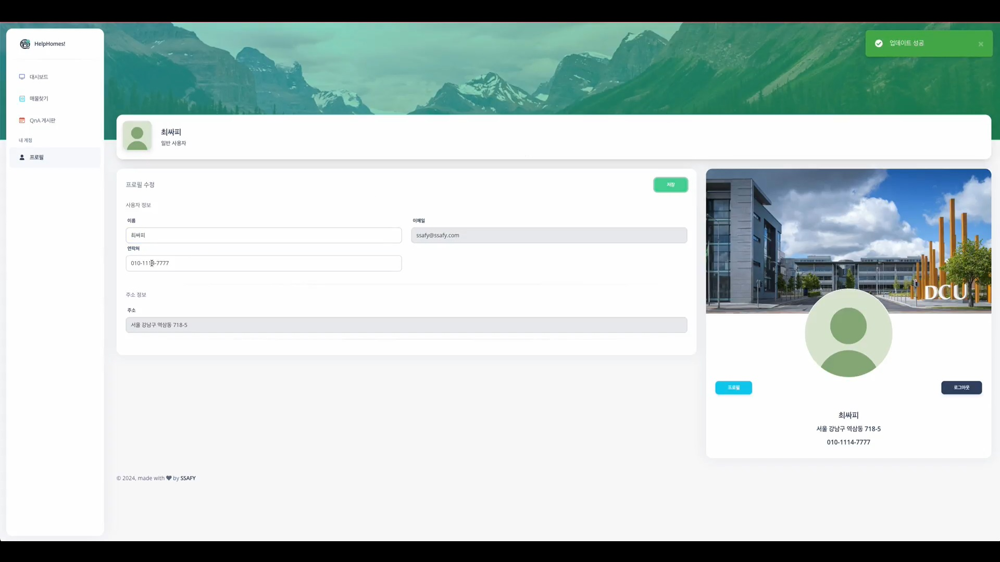 HelpHomes!
대시보드
매물찾기
QnA 게시판
내 계정
프로필
업데이트 성공
최싸피
일반 사용자
프로필 수정
저장
사용자 정보
이름
이메일
최싸피
ssafy@ssafy.com
연락처
010-1114-7777
주소 정보
주소
서울 강남구 역삼동 718-5
DCU
프로필
로그아웃
최싸피
서울 강남구 역삼동 718-5
010-1114-7777
© 2024, made with by SSAFY